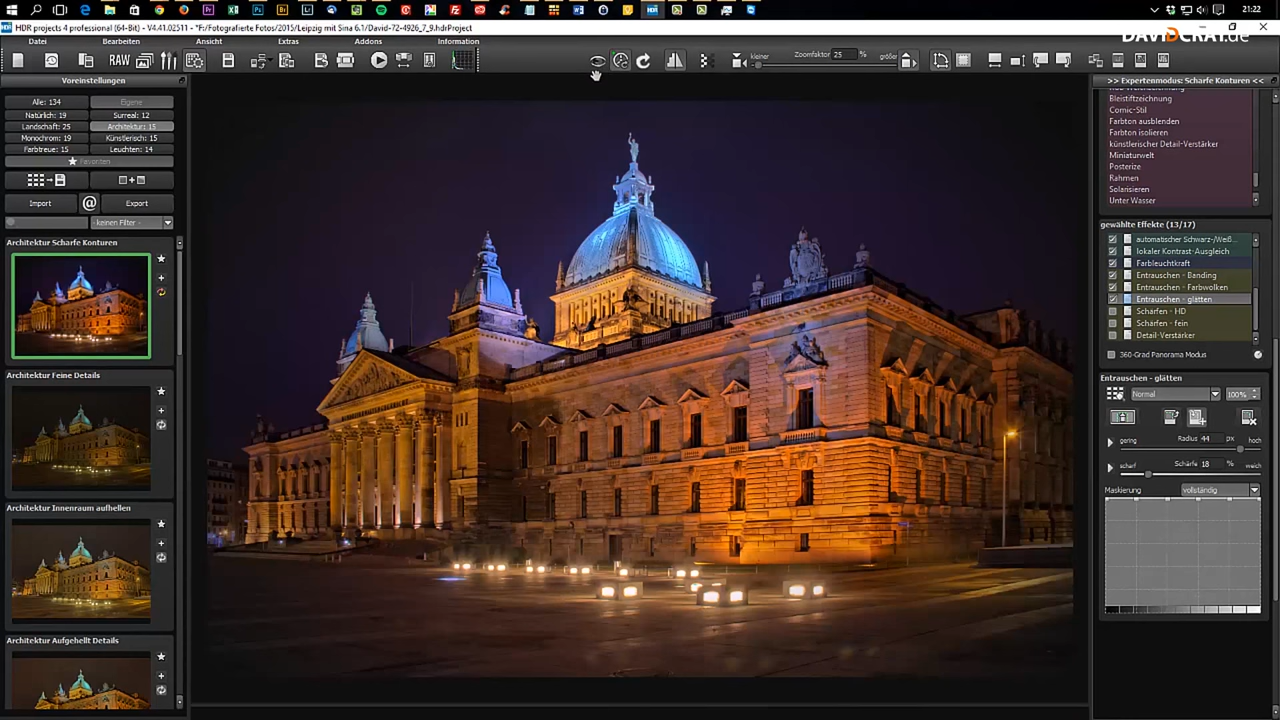 21:22
HDR projects 4 professional (64-Bit) - V4.41.02511 - *F:/Fotografierte Fotos/2015/Leipzig mit Sina 6.1/David-72-4926_7_9.hdrProject
DAVIDCRAY.de
Datei Bearbeiten Ansicht Extras Addons Information
RAW
kleiner Zoomfaktor 25 % größer
Voreinstellungen
Alle: 134 Eigene
Natürlich: 19 Surreal: 12
Landschaft: 25 Architektur: 15
Monochrom: 19 Künstlerisch: 15
Farbtreue: 15 Leuchten: 14
Favoriten
Import @ Export
- keinen Filter -
Architektur Scharfe Konturen
Architektur Feine Details
Architektur Innenraum aufhellen
Architektur Aufgehellt Details
>> Expertenmodus: Scharfe Konturen <<
Bleistiftzeichnung
Comic-Stil
Farbton ausblenden
Farbton isolieren
künstlerischer Detail-Verstärker
Miniaturwelt
Posterize
Rahmen
Solarisieren
Unter Wasser
gewählte Effekte (13/17)
automatischer Schwarz-/Weiß...
lokaler Kontrast-Ausgleich
Farbleuchtkraft
Entrauschen - Banding
Entrauschen - Farbwolken
Entrauschen - glätten
Schärfen - HD
Schärfen - fein
Detail-Verstärker
360-Grad Panorama Modus
Entrauschen - glätten
Normal 100%
gering Radius 44 px hoch
scharf Schärfe 18 % weich
Maskierung vollständig